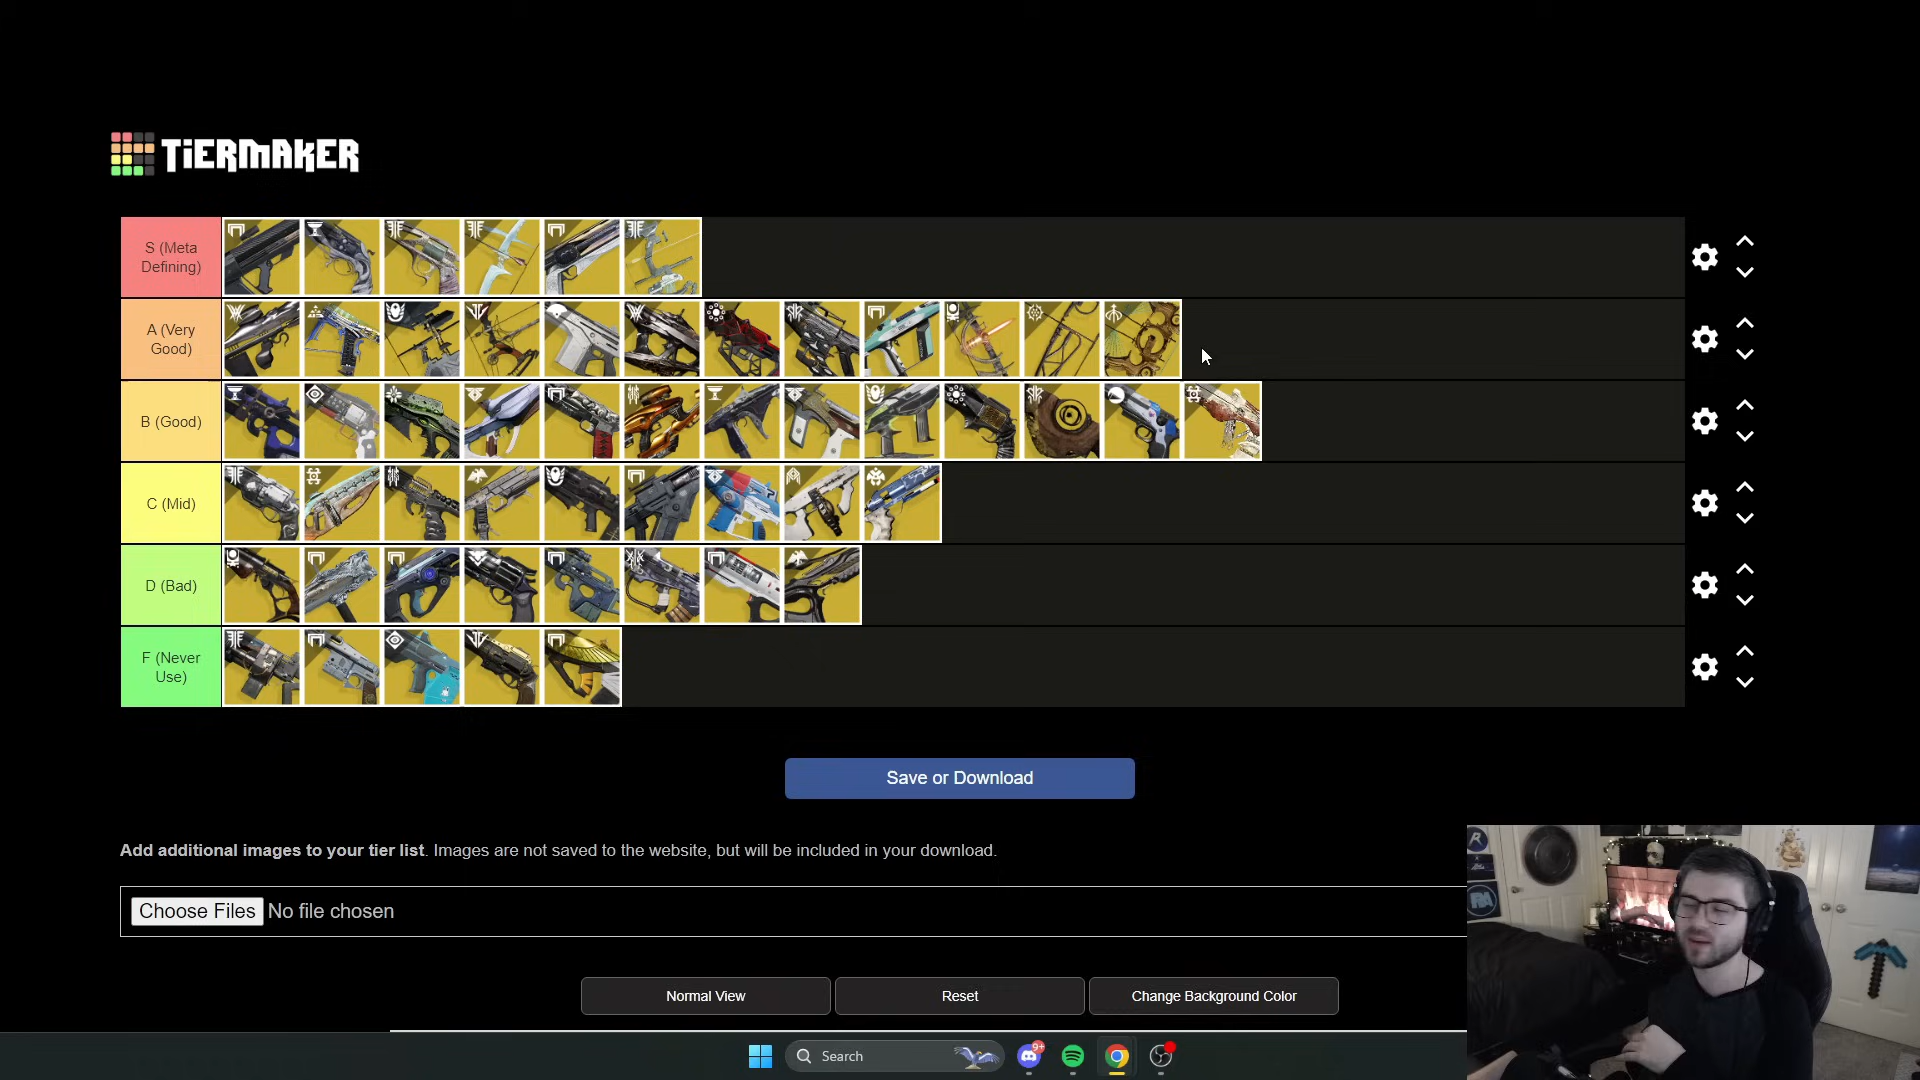 TiERMAKER
S (Meta
Defining)
A (Very
Good)
B (Good)
C (Mid)
D (Bad)
F (Never
Use)
Save or Download
Add additional images to your tier list. Images are not saved to the website, but will be included in your download.
Choose Files No file chosen
Normal View
Reset
Change Background Color
Search
9+
R
RA